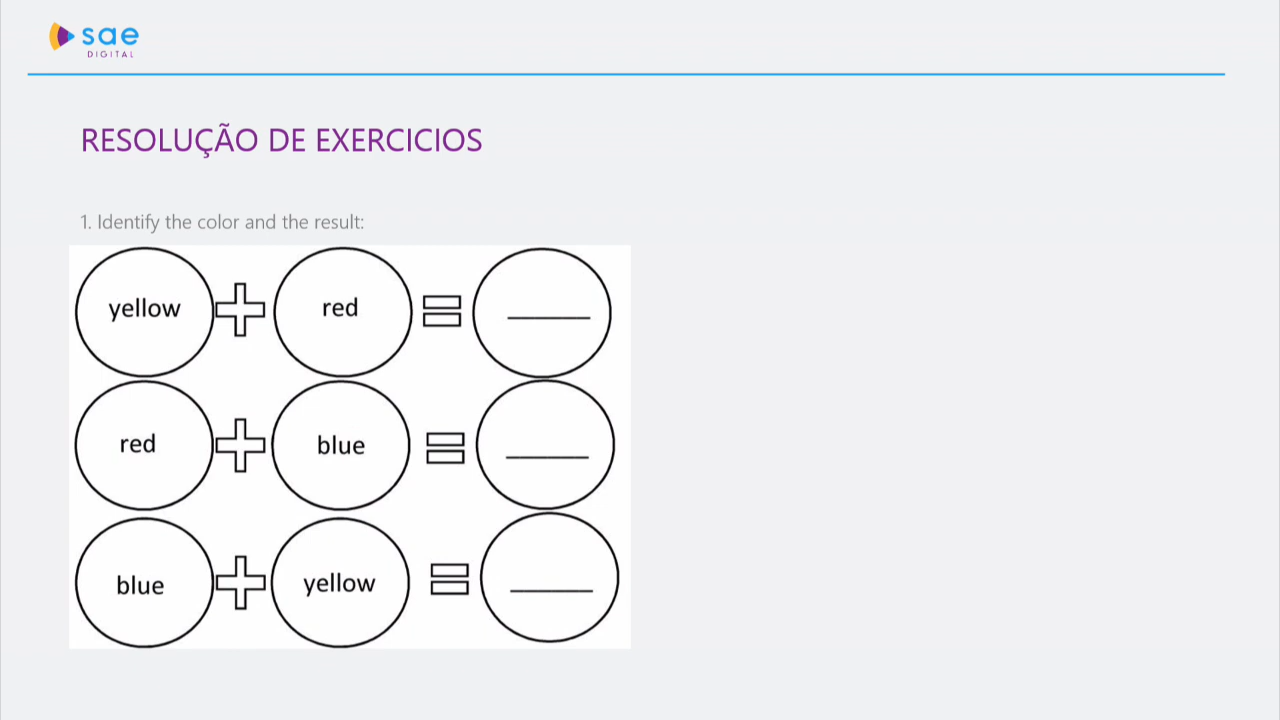 sae
DIGITAL
RESOLUÇÃO DE EXERCICIOS
1. Identify the color and the result:
yellow red
red blue
blue yellow